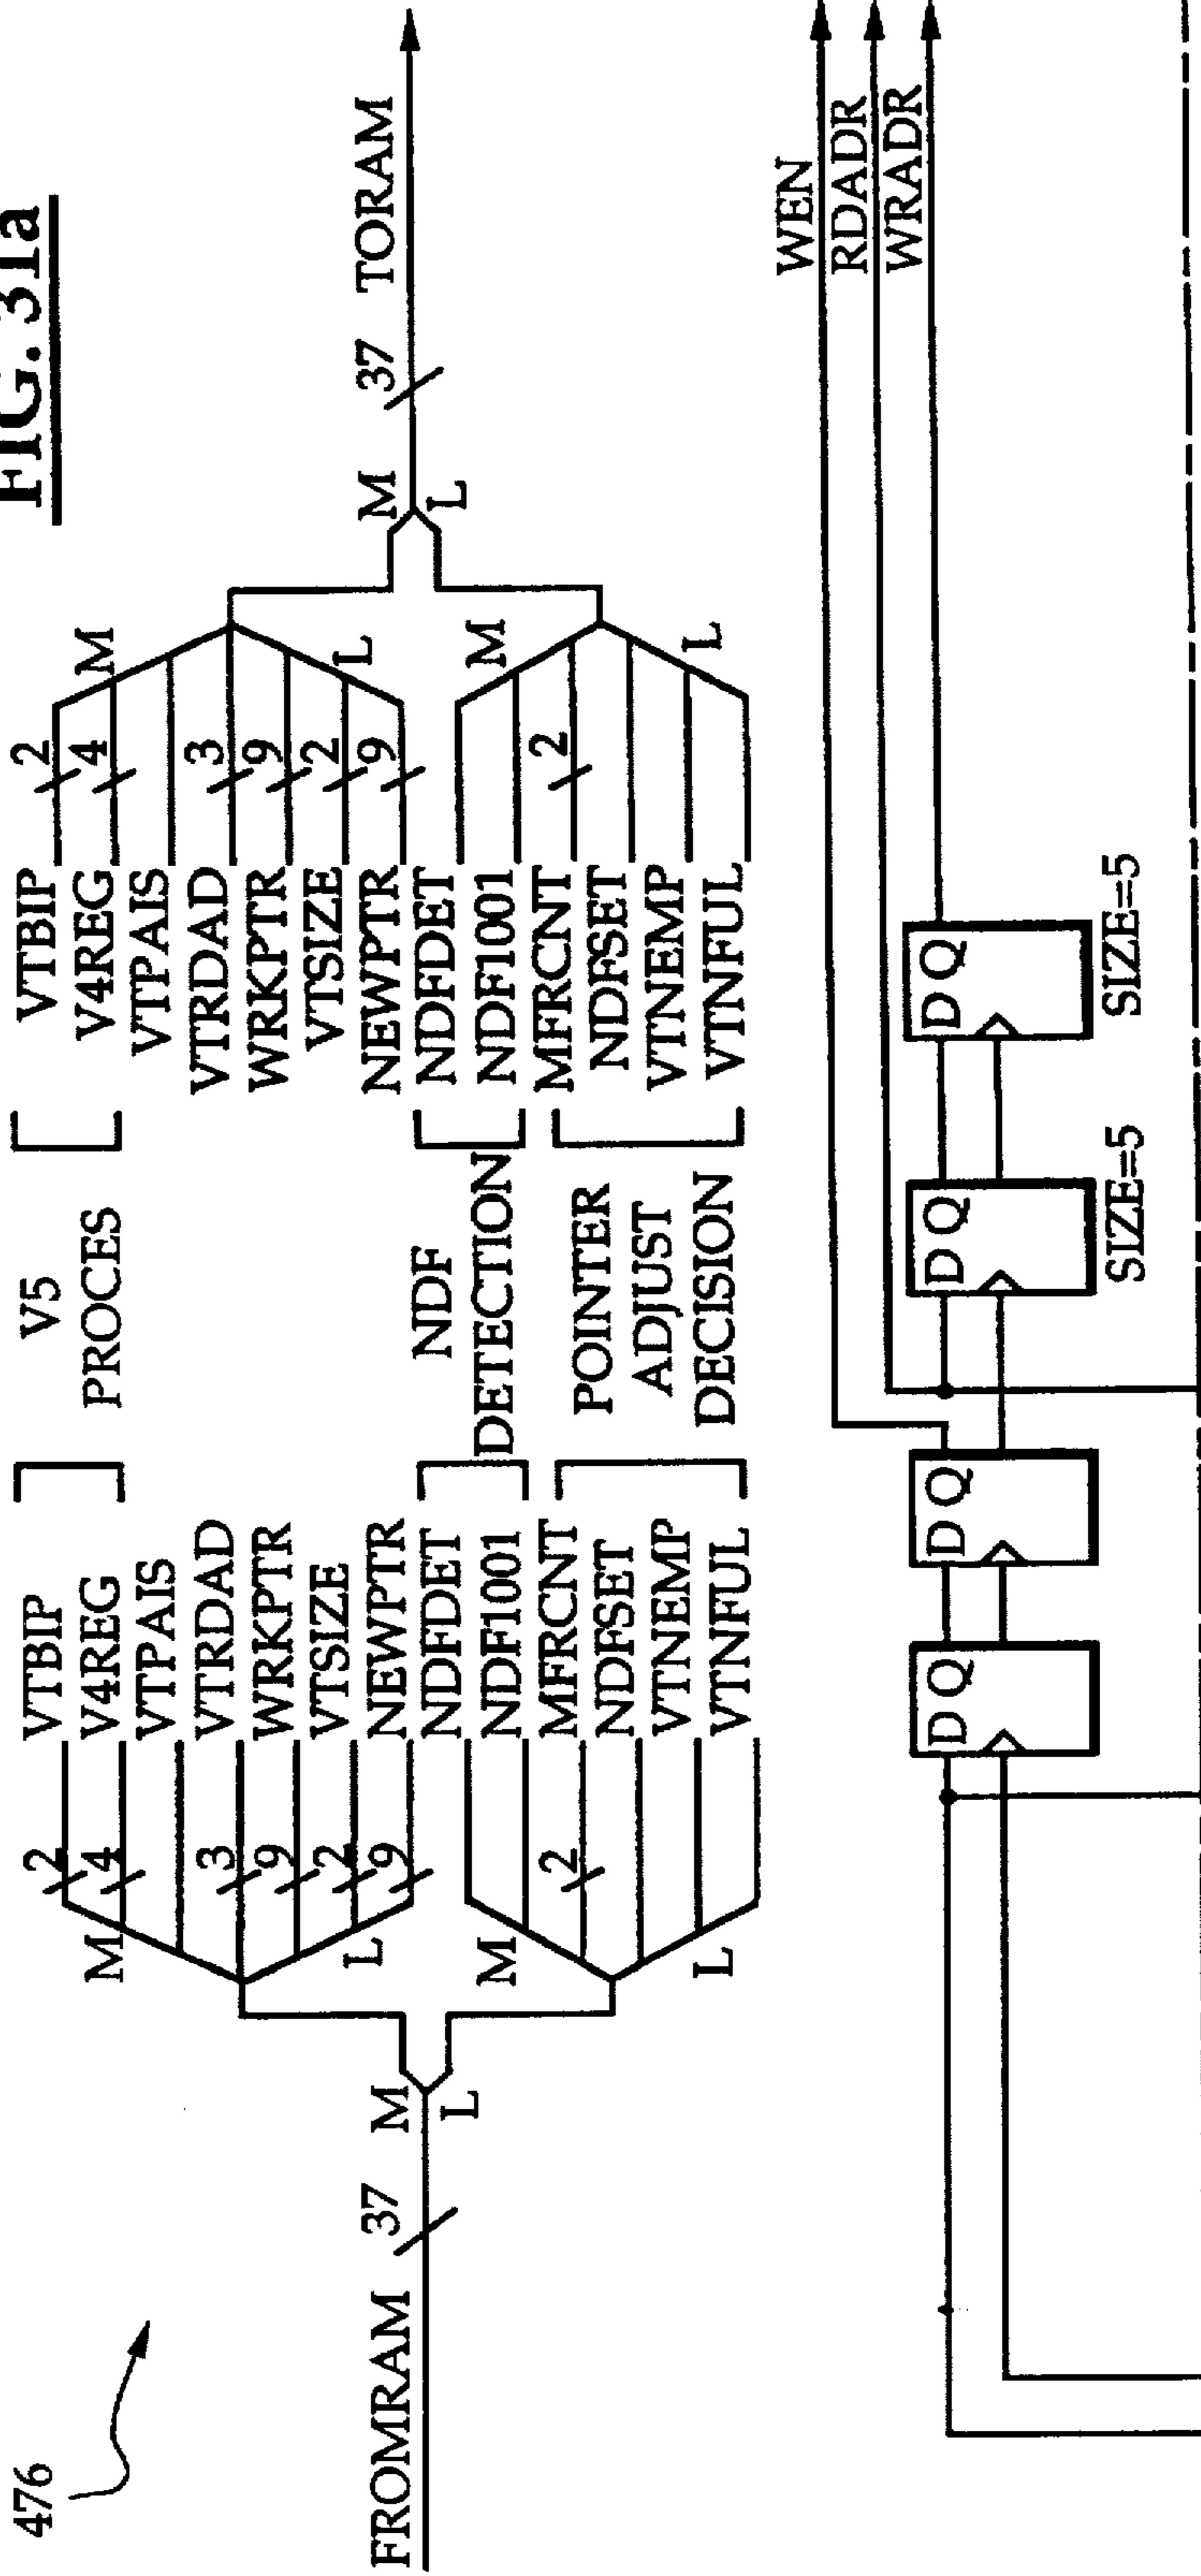 FIG. 31a
476
FROMRAM 37
M
L
M
L
M
L
2
4
3
9
2
9
2
VTBIP
V4REG
VTPAIS
VTRDAD
WRKPTR
VTSIZE
NEWPTR
NDFDET
NDF1001
MFRCNT
NDFSET
VTNEMP
VTNFUL
V5
PROCES
NDF
DETECTION
POINTER
ADJUST
DECISION
VTBIP
V4REG
VTPAIS
VTRDAD
WRKPTR
VTSIZE
NEWPTR
NDFDET
NDF1001
MFRCNT
NDFSET
VTNEMP
VTNFUL
2
4
3
9
2
9
2
M
L
M
L
M
L
37 TORAM
WEN
RDADR
WRADR
D Q
D Q
D Q
SIZE=5
D Q
SIZE=5